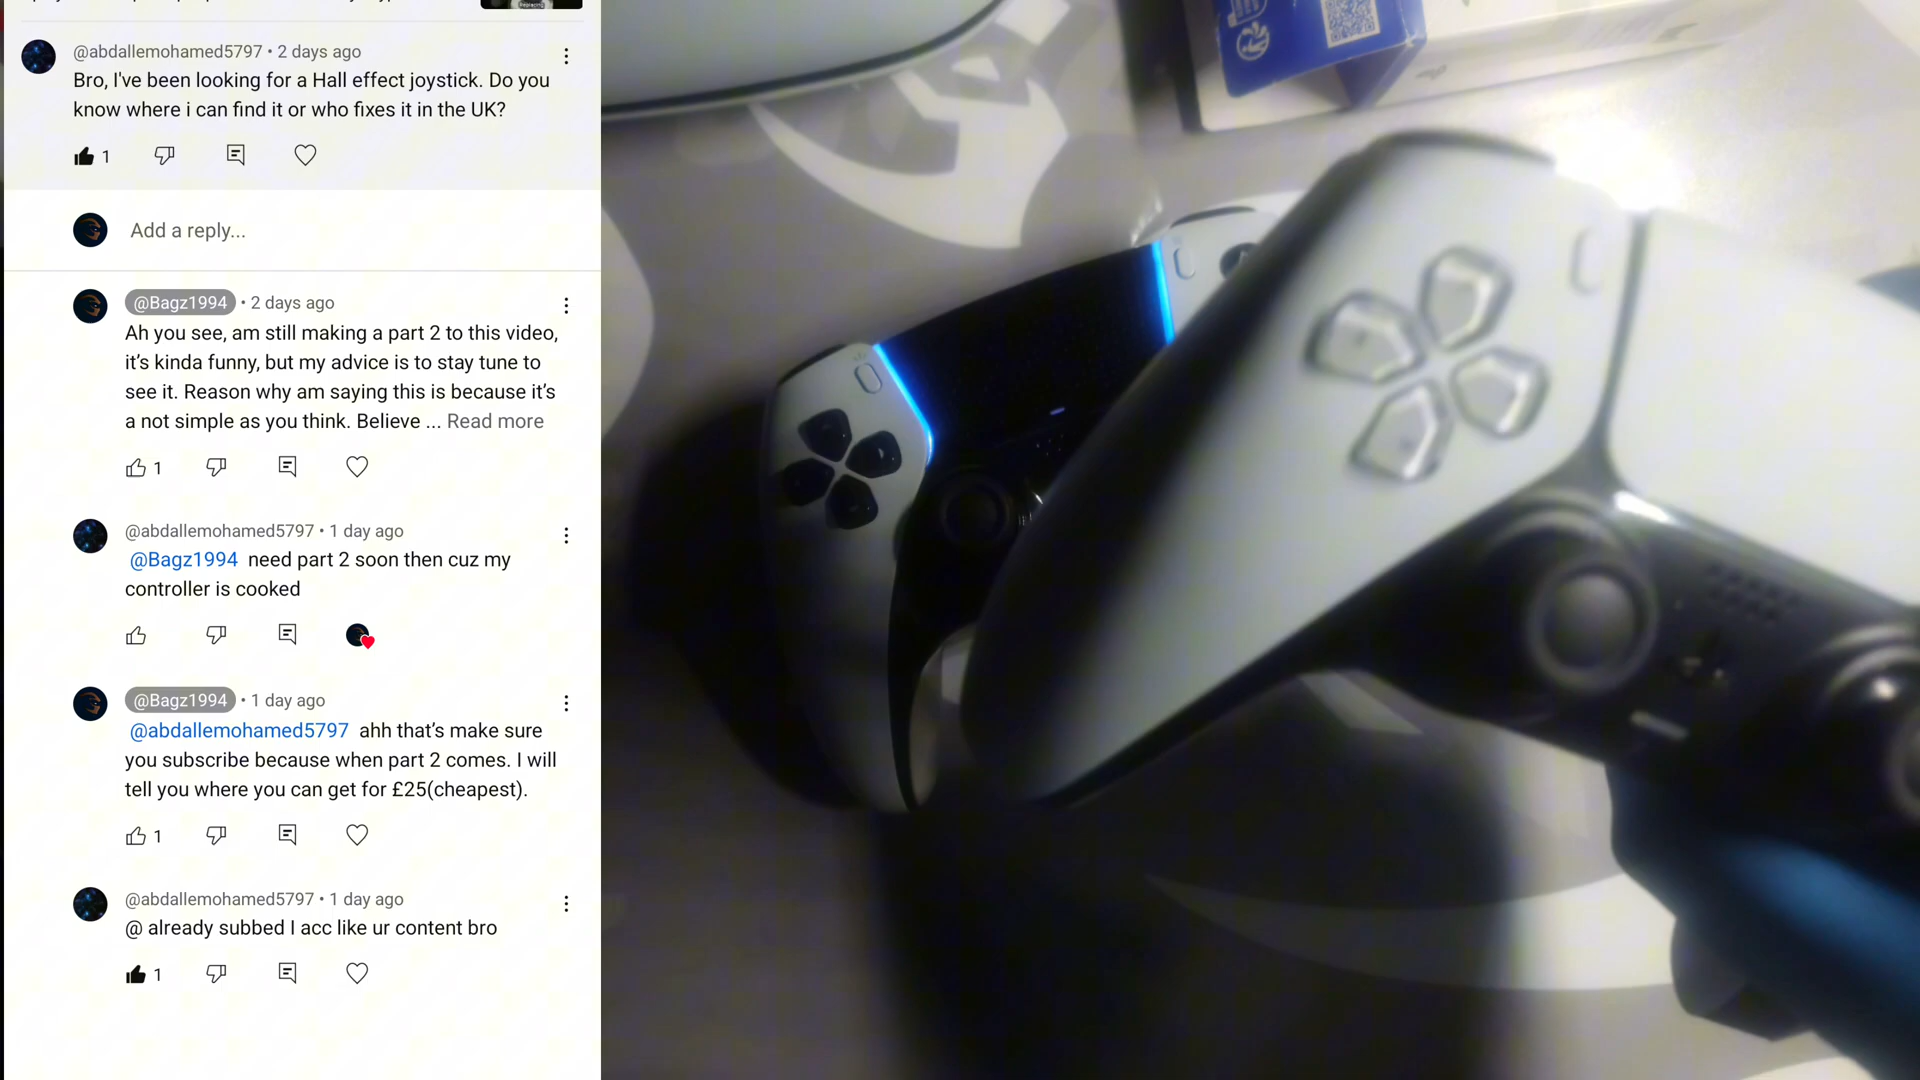 @abdallemohamed5797 • 2 days ago
Bro, I've been looking for a Hall effect joystick. Do you
know where i can find it or who fixes it in the UK?
1
Add a reply...
@Bagz1994 • 2 days ago
Ah you see, am still making a part 2 to this video,
it’s kinda funny, but my advice is to stay tune to
see it. Reason why am saying this is because it’s
a not simple as you think. Believe ... Read more
1
@abdallemohamed5797 • 1 day ago
@Bagz1994 need part 2 soon then cuz my
controller is cooked
@Bagz1994 • 1 day ago
@abdallemohamed5797 ahh that’s make sure
you subscribe because when part 2 comes. I will
tell you where you can get for £25(cheapest).
1
@abdallemohamed5797 • 1 day ago
@ already subbed I acc like ur content bro
1